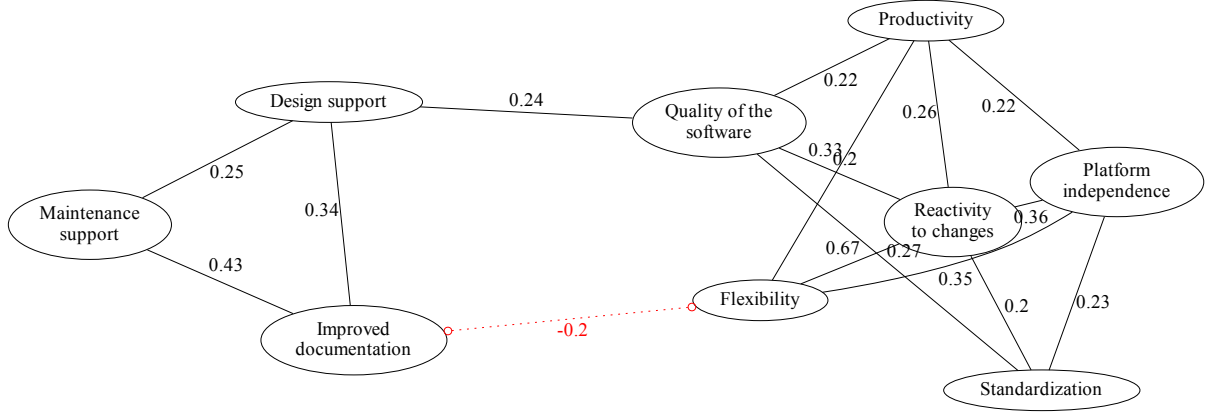 Productivity
Design support
0.24
Quality of the
software
0.22
0.26
0.22
0.25
0.33
0.2
Platform
independence
0.34
Maintenance
support
Reactivity
to changes
0.36
0.43
0.67
0.27
0.35
Flexibility
0.2
0.23
Improved
documentation
-0.2
Standardization